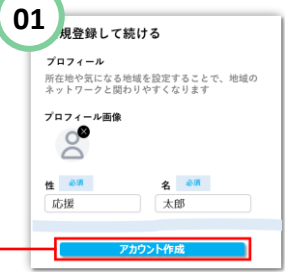 01
規登録して続ける
プロフィール
所在地や気になる地域を設定することで、地域の
ネットワークと関わりやすくなります
プロフィール画像
性 必須 名 必須
応援 太郎
アカウント作成